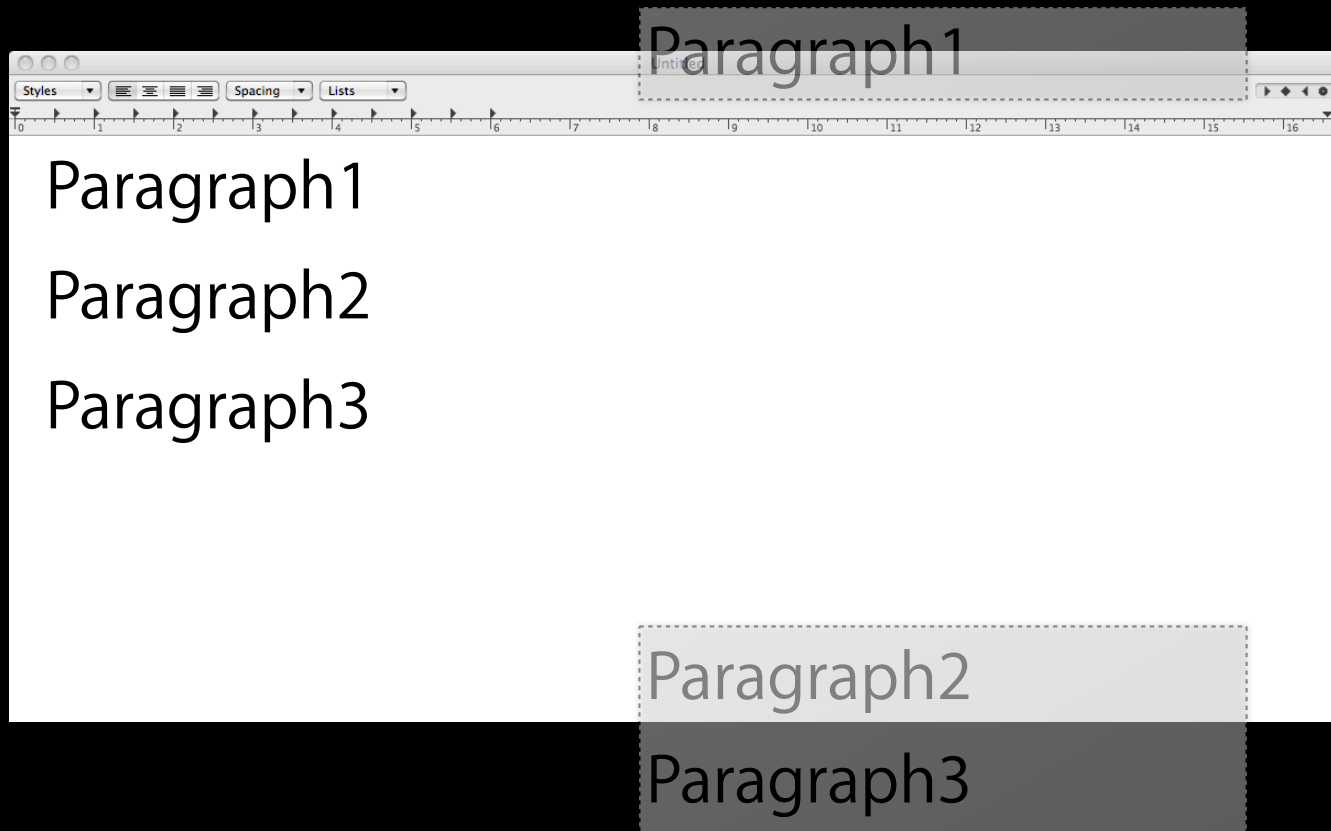 Paragraph1
Untitled
Styles Spacing Lists
0 1 2 3 4 5 6 7 8 9 10 11 12 13 14 15 16
Paragraph1
Paragraph2
Paragraph3
Paragraph2
Paragraph3